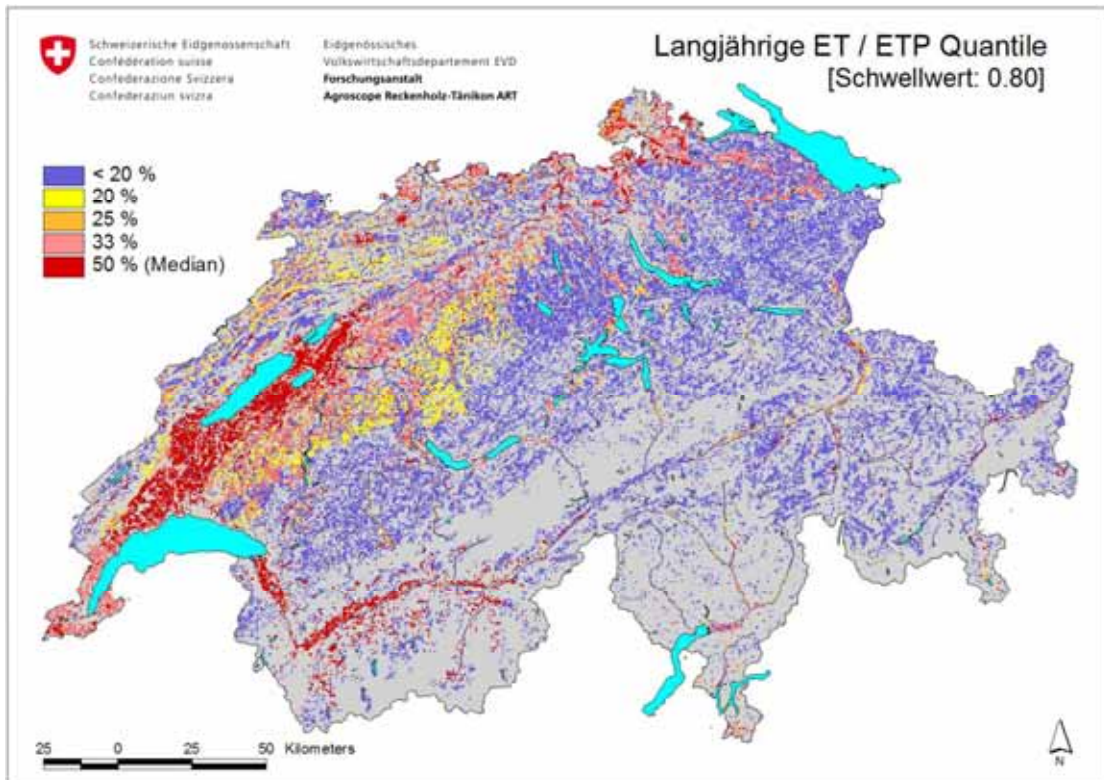 Schweizerische Eidgenossenschaft
Confédération suisse
Confederazione Svizzera
Confederaziun svizra
Eidgenössisches
Volkswirtschaftsdepartement EVD
Forschungsanstalt
Agroscope Reckenholz-Tänikon ART
Langjährige ET / ETP Quantile
[Schwellwert: 0.80]
< 20 %
20 %
25 %
33 %
50 % (Median)
25 0 25 50 Kilometers
N